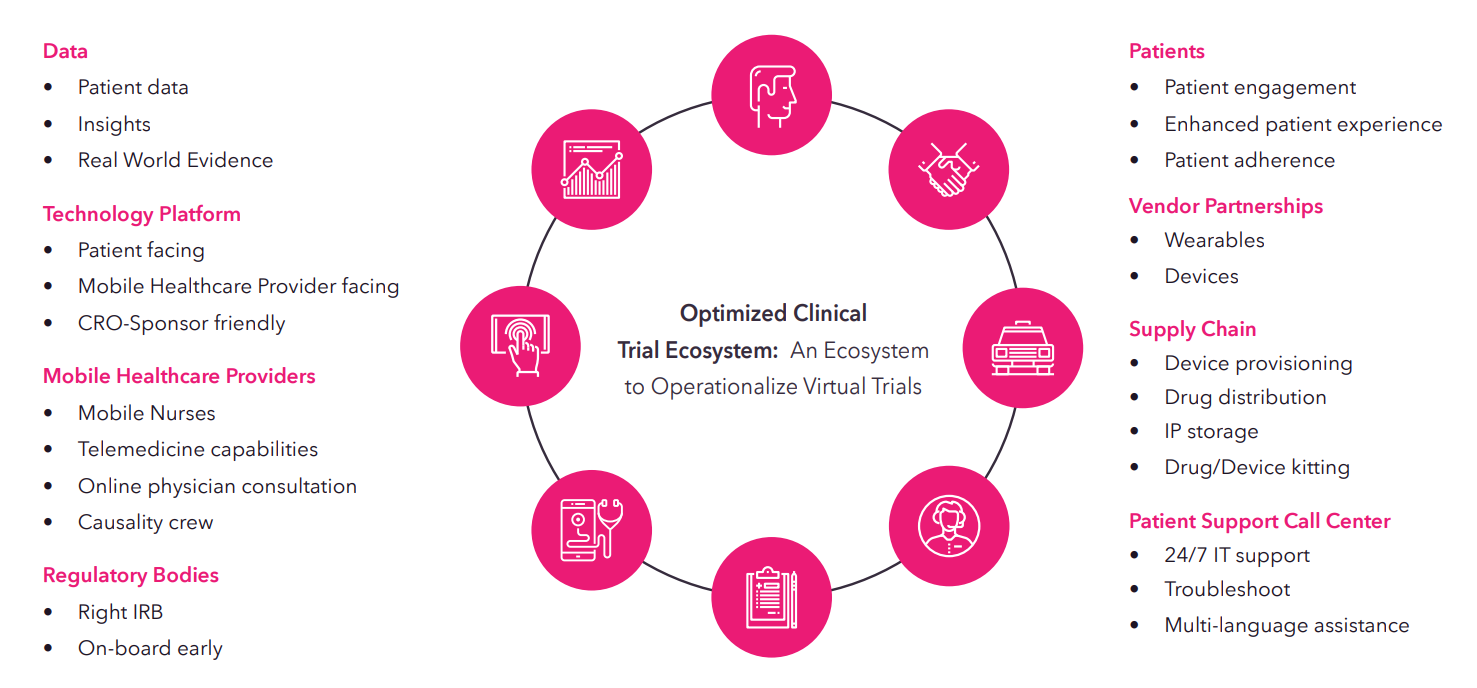 Data
• Patient data
• Insights
• Real World Evidence
Technology Platform
• Patient facing
• Mobile Healthcare Provider facing
• CRO-Sponsor friendly
Mobile Healthcare Providers
• Mobile Nurses
• Telemedicine capabilities
• Online physician consultation
• Causality crew
Regulatory Bodies
• Right IRB
• On-board early
Optimized Clinical
Trial Ecosystem: An Ecosystem
to Operationalize Virtual Trials
Patients
• Patient engagement
• Enhanced patient experience
• Patient adherence
Vendor Partnerships
• Wearables
• Devices
Supply Chain
• Device provisioning
• Drug distribution
• IP storage
• Drug/Device kitting
Patient Support Call Center
• 24/7 IT support
• Troubleshoot
• Multi-language assistance